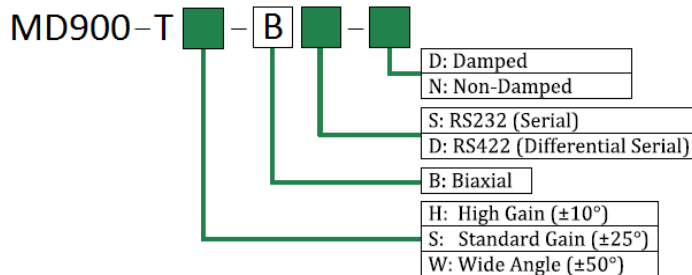 MD900-T - B -
D: Damped
N: Non-Damped
S: RS232 (Serial)
D: RS422 (Differential Serial)
B: Biaxial
H: High Gain (±10°)
S: Standard Gain (±25°)
W: Wide Angle (±50°)